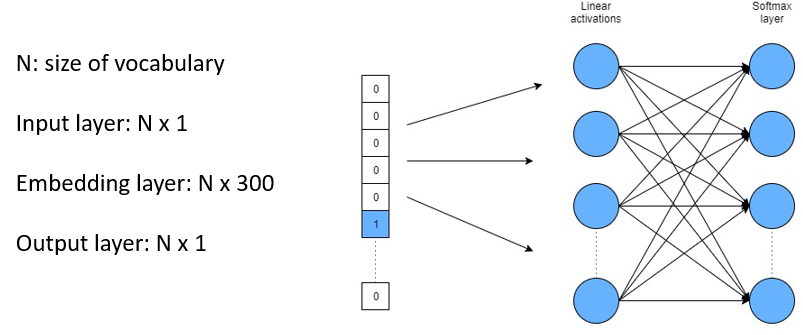 N: size of vocabulary
Input layer: N x 1
Embedding layer: N x 300
Output layer: N x 1
0
0
0
0
0
1
0
Linear
activations
Softmax
layer